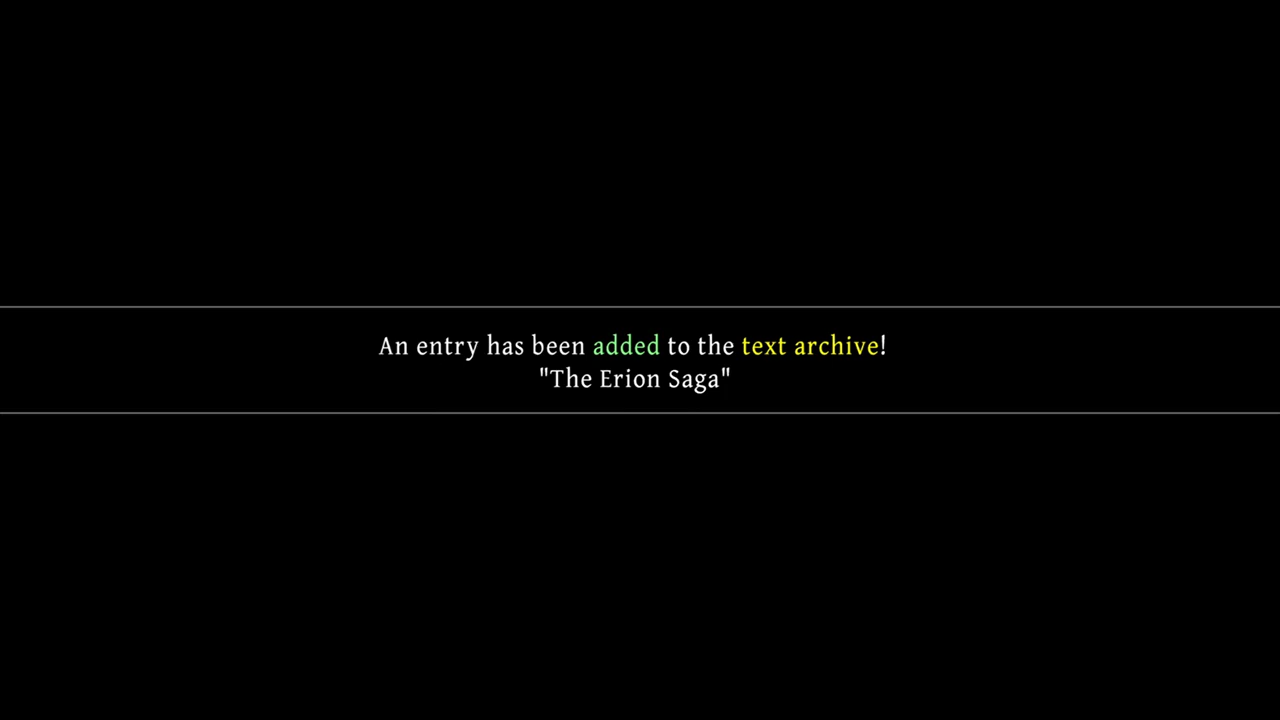 An entry has been added to the text archive!
"The Erion Saga"